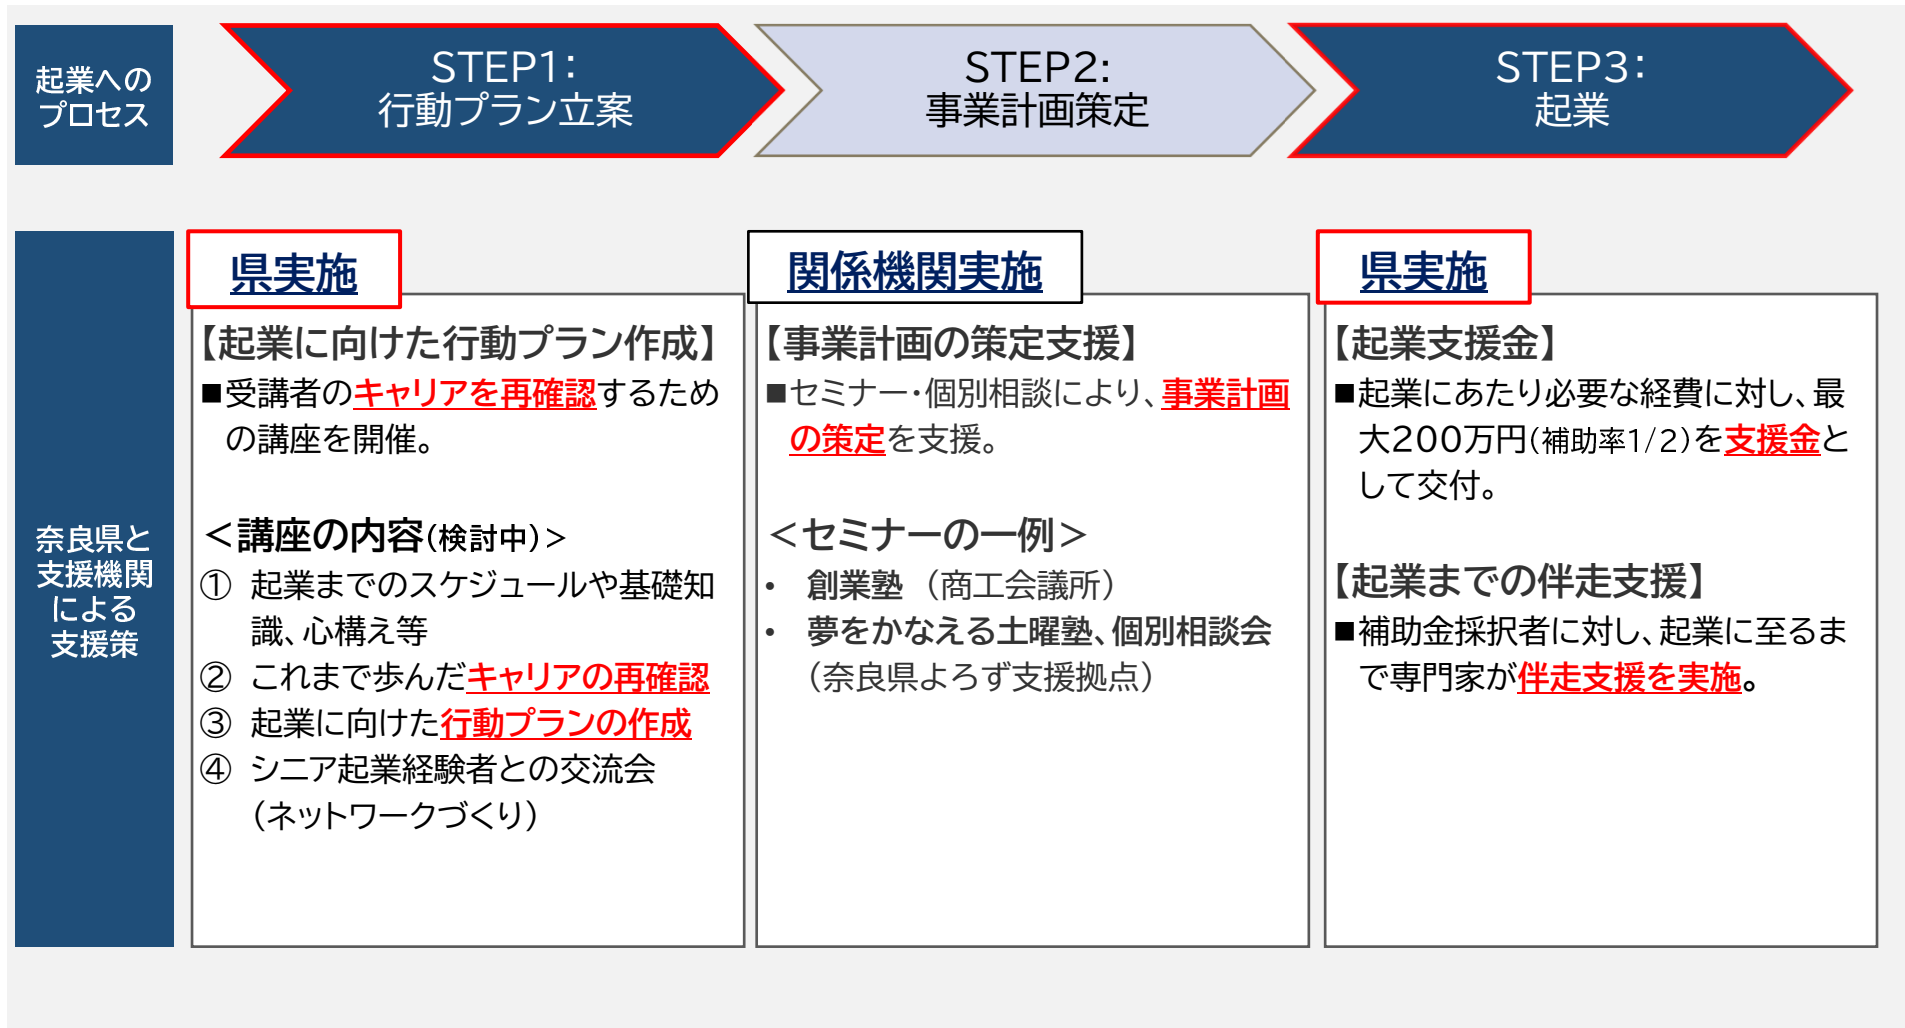 起業への
プロセス
STEP1：
行動プラン立案
STEP2:
事業計画策定
STEP3：
起業
奈良県と
支援機関
による
支援策
県実施
【起業に向けた行動プラン作成】
■受講者のキャリアを再確認するため
の講座を開催。
＜講座の内容（検討中）＞
① 起業までのスケジュールや基礎知
識、心構え等
② これまで歩んだキャリアの再確認
③ 起業に向けた行動プランの作成
④ シニア起業経験者との交流会
（ネットワークづくり）
関係機関実施
【事業計画の策定支援】
■セミナー・個別相談により、事業計画
の策定を支援。
＜セミナーの一例＞
• 創業塾（商工会議所）
• 夢をかなえる土曜塾、個別相談会
（奈良県よろず支援拠点）
県実施
【起業支援金】
■起業にあたり必要な経費に対し、最
大200万円（補助率1/2）を支援金と
して交付。
【起業までの伴走支援】
■補助金採択者に対し、起業に至るま
で専門家が伴走支援を実施。